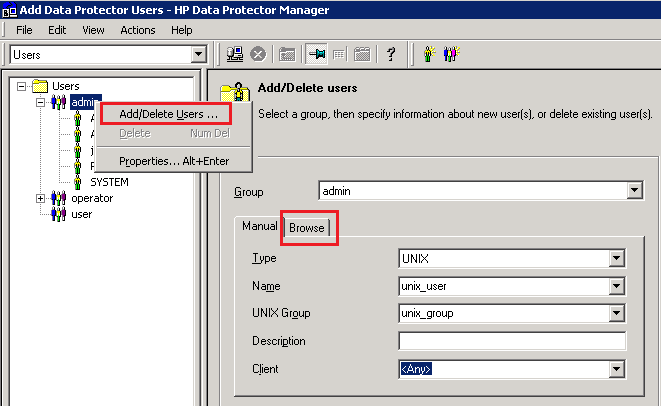 Add Data Protector Users - HP Data Protector Manager
File Edit View Actions Help
Users
Users
admin
Add/Delete Users ...
Delete Num Del
Properties... Alt+Enter
SYSTEM
operator
user
Add/Delete users
Select a group, then specify information about new user(s), or delete existing user(s).
Group admin
Manual Browse
Type UNIX
Name unix_user
UNIX Group unix_group
Description
Client <Any>